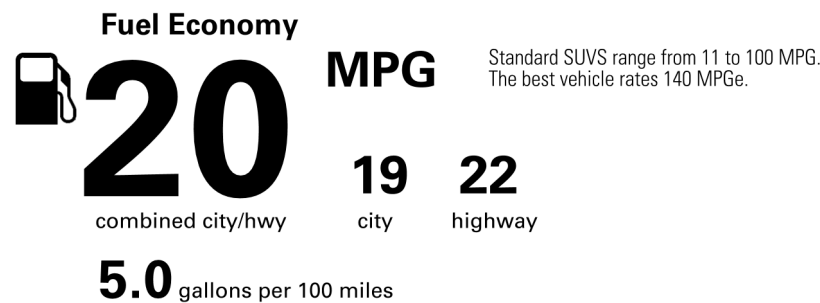 Fuel Economy
20
combined city/hwy
MPG
Standard SUVS range from 11 to 100 MPG.
The best vehicle rates 140 MPGe.
19 22
city highway
5.0 gallons per 100 miles